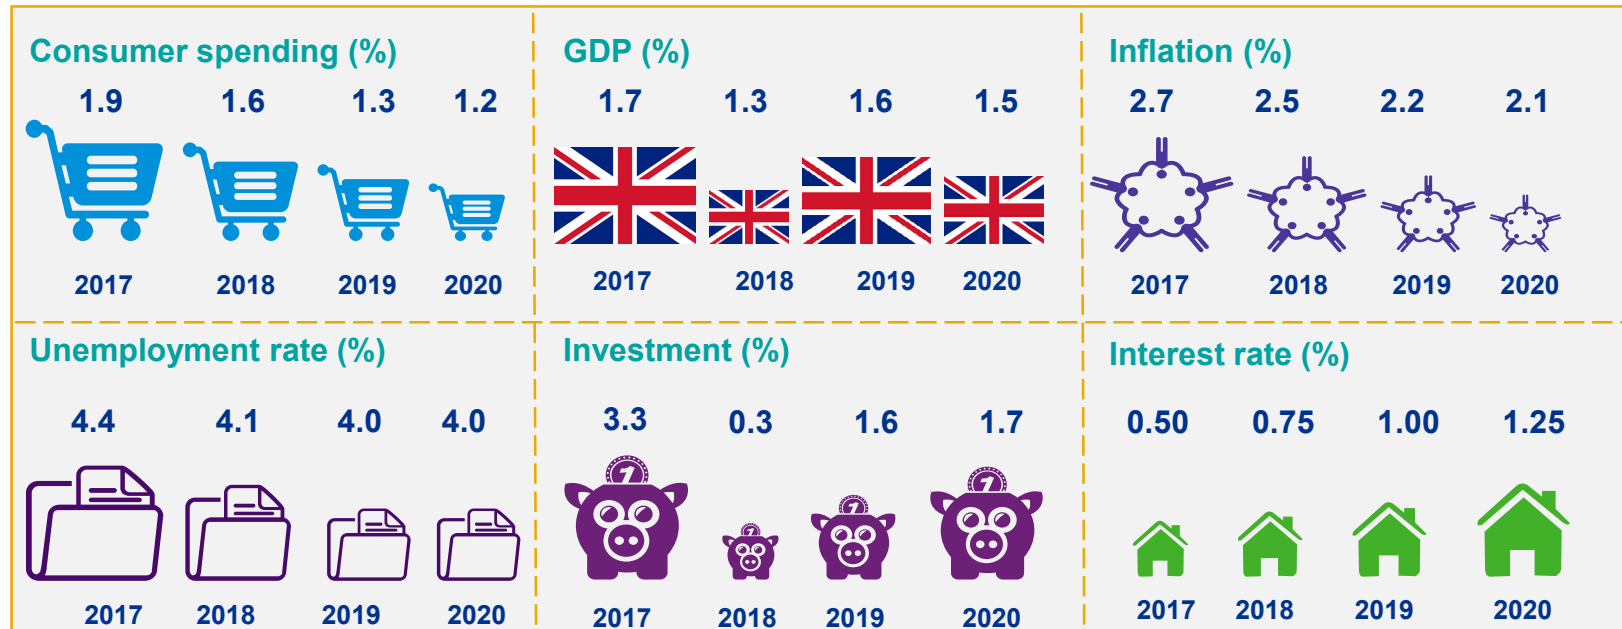 Consumer spending (%)
1.9 1.6 1.3 1.2
2017 2018 2019 2020
GDP (%)
1.7 1.3 1.6 1.5
2017 2018 2019 2020
Inflation (%)
2.7 2.5 2.2 2.1
2017 2018 2019 2020
Unemployment rate (%)
4.4 4.1 4.0 4.0
2017 2018 2019 2020
Investment (%)
3.3 0.3 1.6 1.7
2017 2018 2019 2020
Interest rate (%)
0.50 0.75 1.00 1.25
2017 2018 2019 2020